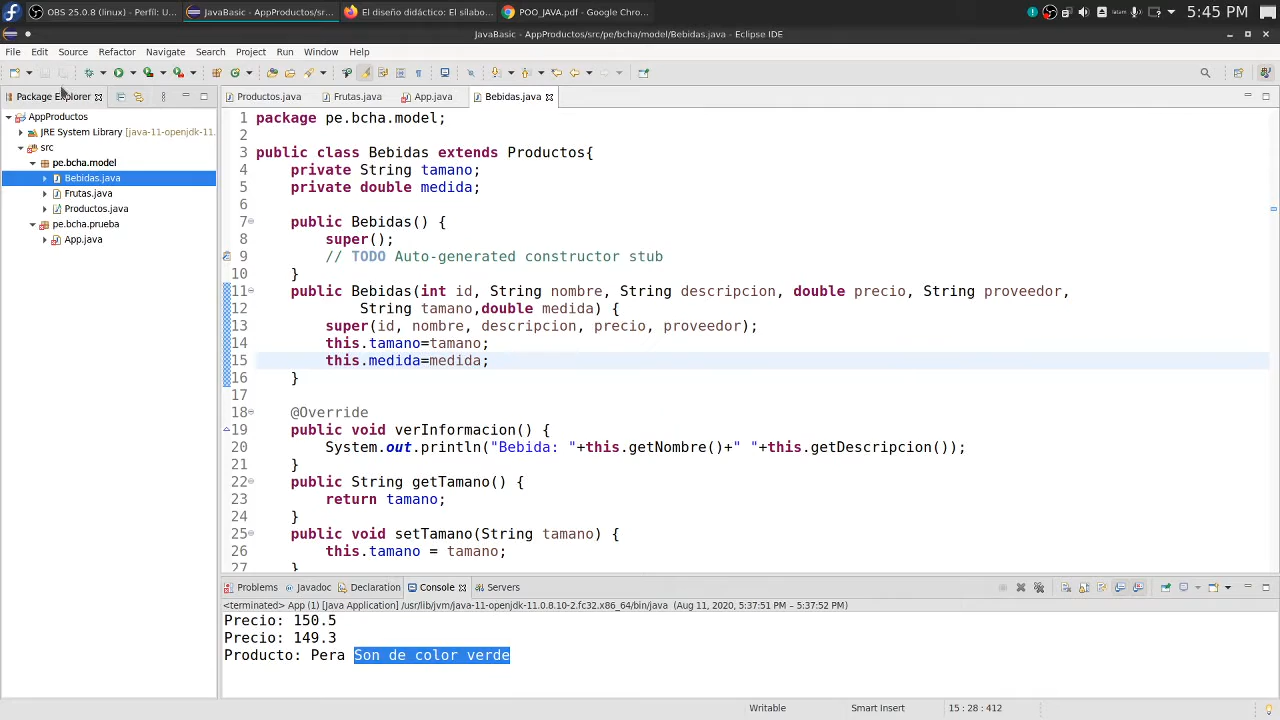 OBS 25.0.8 (linux) - Perfil: U...
JavaBasic - AppProductos/sr...
El diseño didáctico: El sílabo...
POO_JAVA.pdf - Google Chro...
latam
5:45 PM
JavaBasic - AppProductos/src/pe/bcha/model/Bebidas.java - Eclipse IDE
File Edit Source Refactor Navigate Search Project Run Window Help
Package Explorer
Productos.java
Frutas.java
App.java
Bebidas.java
AppProductos
JRE System Library [java-11-openjdk-11.
src
pe.bcha.model
Bebidas.java
Frutas.java
Productos.java
pe.bcha.prueba
App.java
1 package pe.bcha.model;
2
3 public class Bebidas extends Productos{
4 private String tamano;
5 private double medida;
6
7 public Bebidas() {
8 super();
9 // TODO Auto-generated constructor stub
10 }
11 public Bebidas(int id, String nombre, String descripcion, double precio, String proveedor,
12 String tamano,double medida) {
13 super(id, nombre, descripcion, precio, proveedor);
14 this.tamano=tamano;
15 this.medida=medida;
16 }
17
18 @Override
19 public void verInformacion() {
20 System.out.println("Bebida: "+this.getNombre()+" "+this.getDescripcion());
21 }
22 public String getTamano() {
23 return tamano;
24 }
25 public void setTamano(String tamano) {
26 this.tamano = tamano;
27 }
Problems Javadoc Declaration Console Servers
<terminated> App (1) [Java Application] /usr/lib/jvm/java-11-openjdk-11.0.8.10-2.fc32.x86_64/bin/java (Aug 11, 2020, 5:37:51 PM – 5:37:52 PM)
Precio: 150.5
Precio: 149.3
Producto: Pera Son de color verde
Writable
Smart Insert
15 : 28 : 412